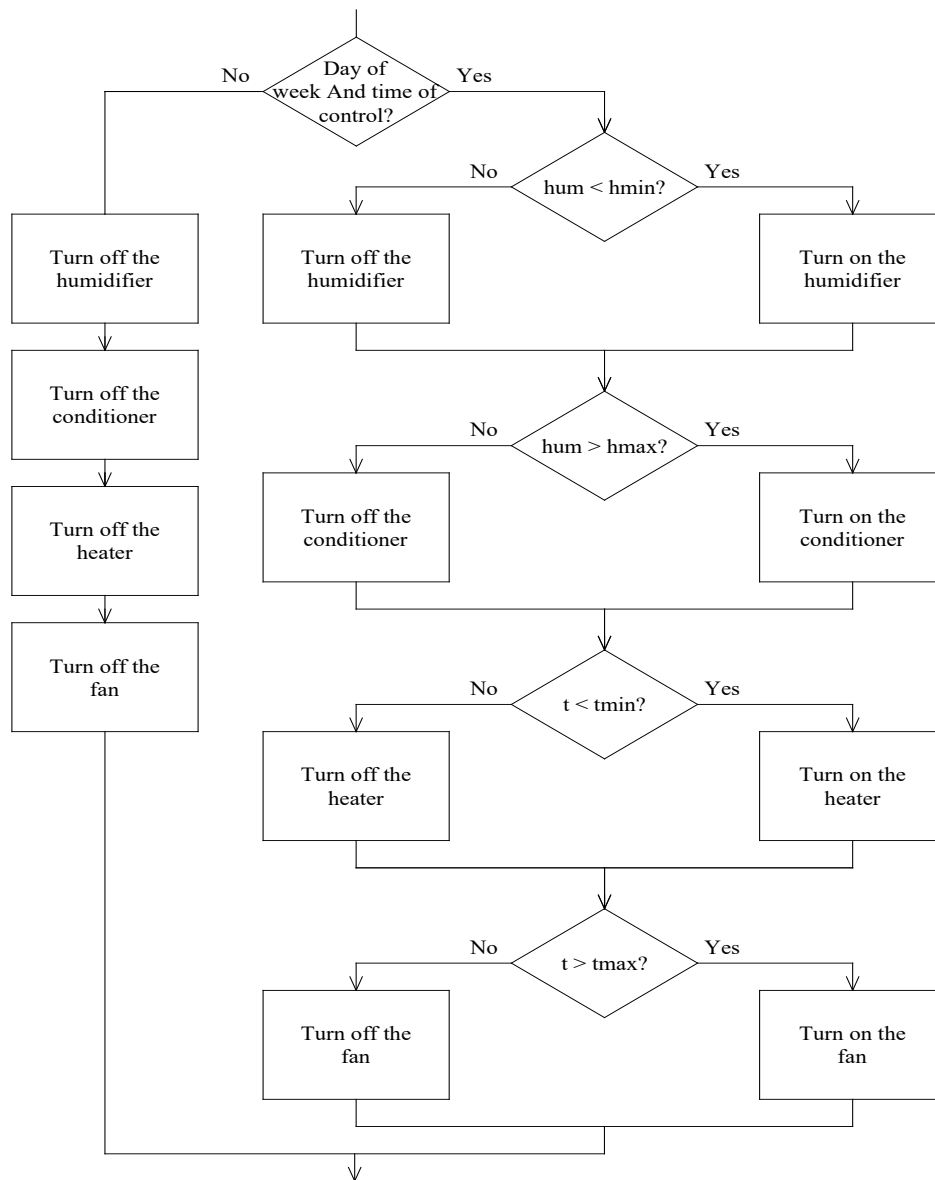 No
Day of
week And time of
control?
Yes
No
hum < hmin?
Yes
Turn off the
humidifier
Turn off the
humidifier
Turn on the
humidifier
Turn off the
conditioner
No
hum > hmax?
Yes
Turn off the
conditioner
Turn on the
conditioner
Turn off the
heater
Turn off the
fan
No
t < tmin?
Yes
Turn off the
heater
Turn on the
heater
No
t > tmax?
Yes
Turn off the
fan
Turn on the
fan